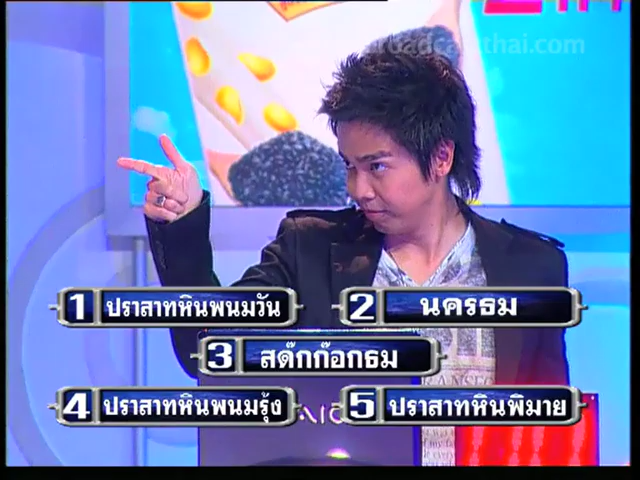 broadcastthai.com
1 ปราสาทหินพนมวัน
2 นครธม
3 สด๊กก๊อกธม
4 ปราสาทหินพนมรุ้ง
5 ปราสาทหินพิมาย